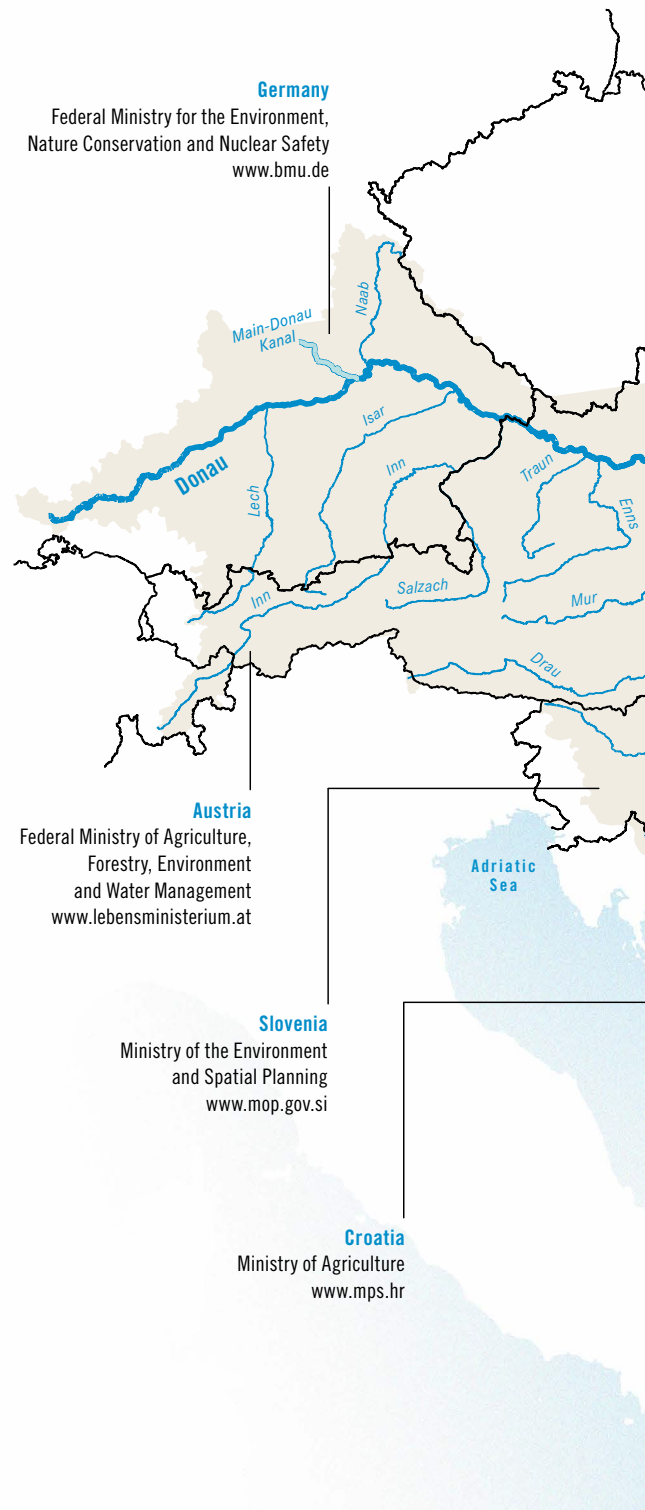 Germany
Federal Ministry for the Environment,
Nature Conservation and Nuclear Safety
www.bmu.de
Naab
Main-Donau
Kanal
Isar
Inn
Donau
Lech
Traun
Enns
Inn
Salzach
Mur
Drau
Austria
Federal Ministry of Agriculture,
Forestry, Environment
and Water Management
www.lebensministerium.at
Adriatic
Sea
Slovenia
Ministry of the Environment
and Spatial Planning
www.mop.gov.si
Croatia
Ministry of Agriculture
www.mps.hr